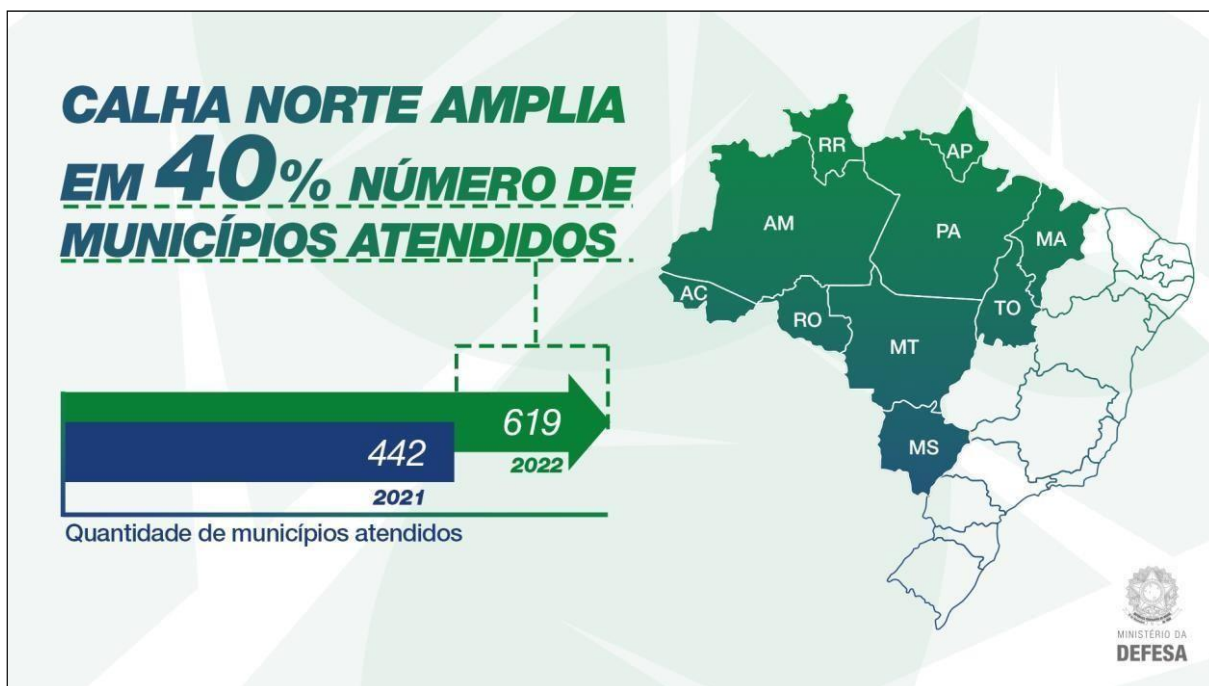 CALHA NORTE AMPLIA
EM 40% NÚMERO DE
MUNICÍPIOS ATENDIDOS
619
2022
442
2021
Quantidade de municípios atendidos
RR
AP
AM
PA
MA
AC
RO
TO
MT
MS
MINISTÉRIO DA
DEFESA